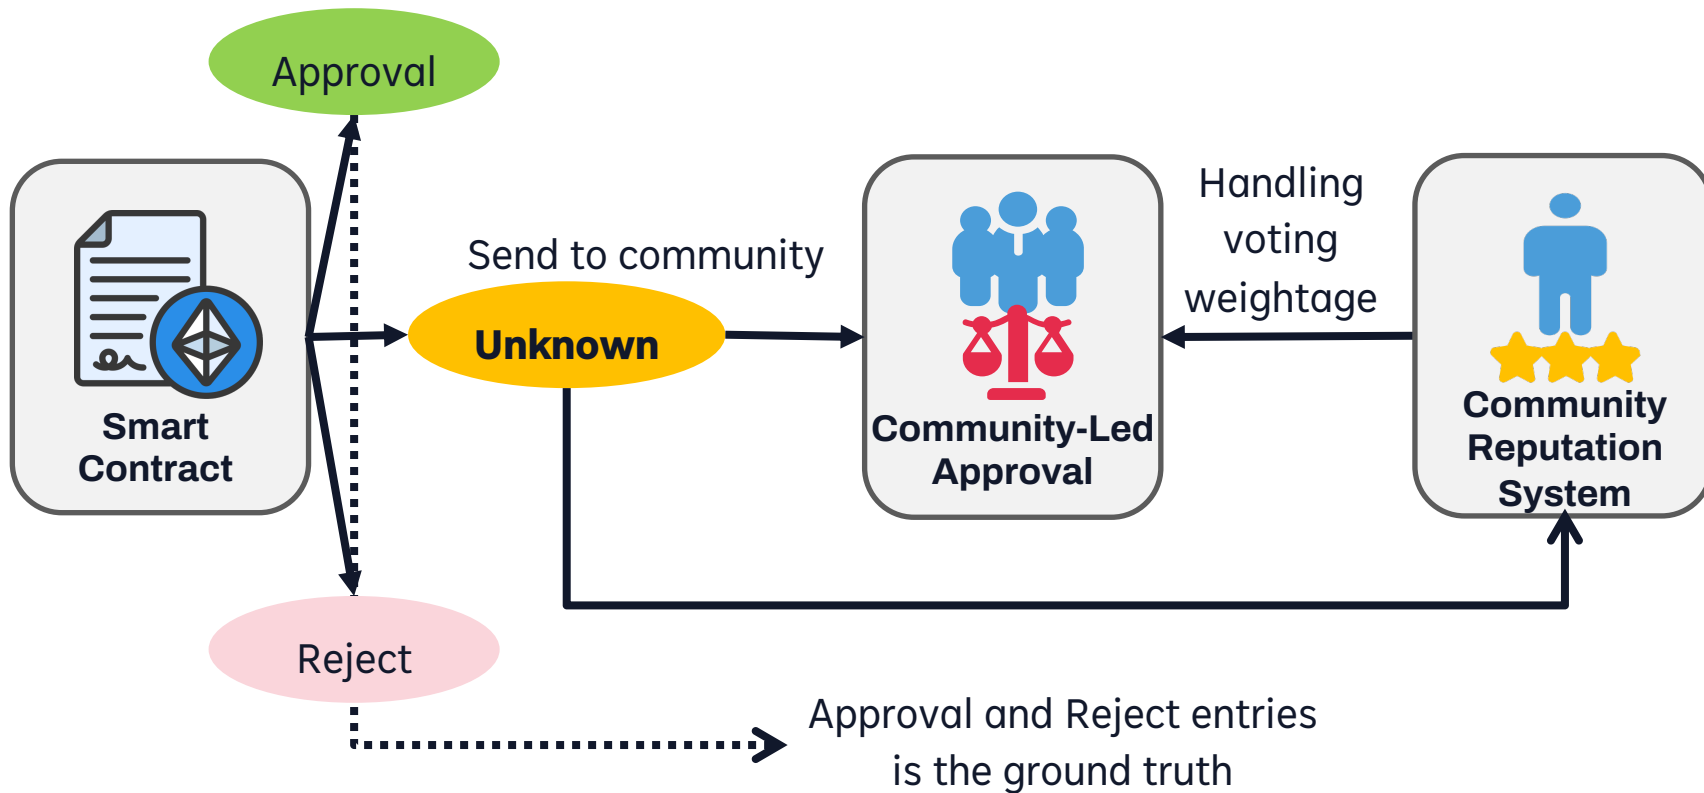 Approval
Smart
Contract
Reject
Send to community
Unknown
Community-Led
Approval
Handling
voting
weightage
Community
Reputation
System
Approval and Reject entries
is the ground truth